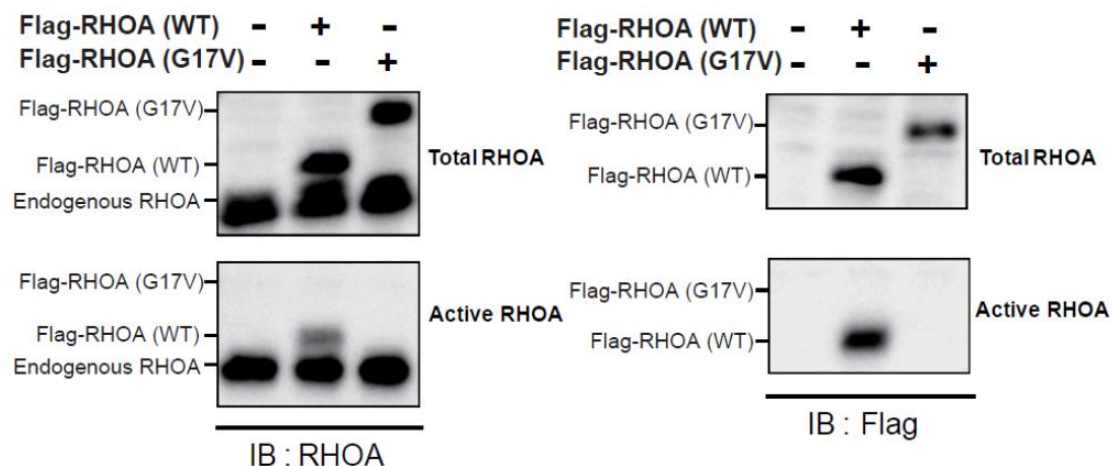 Flag-RHOA (WT) - + -
Flag-RHOA (G17V) - - +
Flag-RHOA (G17V)
Flag-RHOA (WT)
Endogenous RHOA
Total RHOA
Flag-RHOA (G17V)
Flag-RHOA (WT)
Endogenous RHOA
Active RHOA
IB : RHOA
Flag-RHOA (WT) - + -
Flag-RHOA (G17V) - - +
Flag-RHOA (G17V)
Flag-RHOA (WT)
Total RHOA
Flag-RHOA (G17V)
Flag-RHOA (WT)
Active RHOA
IB : Flag